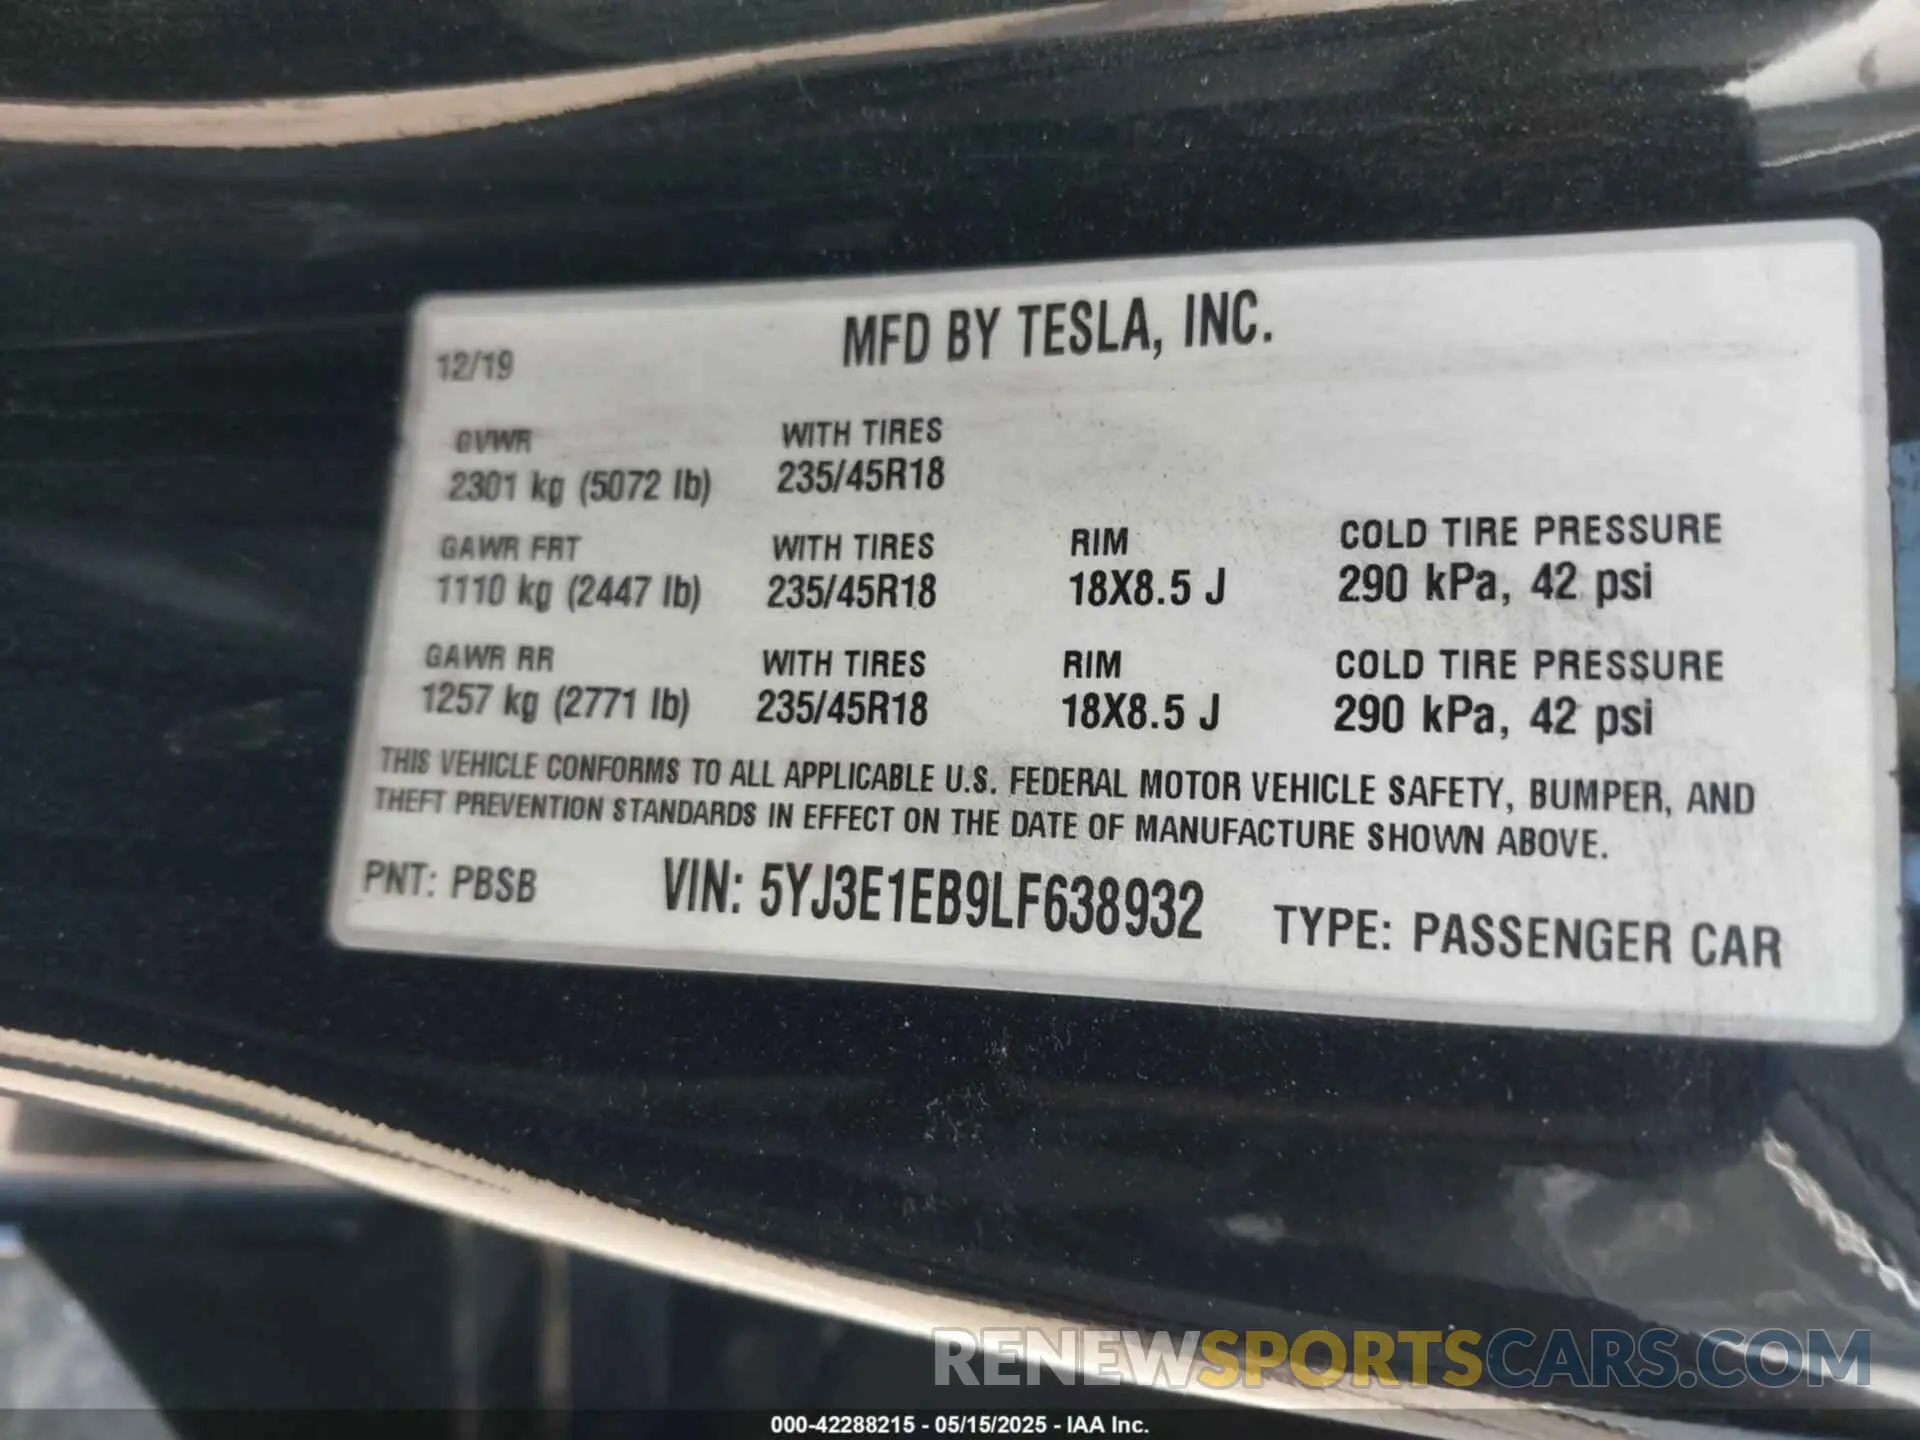 MFD BY TESLA, INC.
12/19
GVWR WITH TIRES
2301 kg (5072 lb) 235/45R18
GAWR FRT WITH TIRES RIM COLD TIRE PRESSURE
1110 kg (2447 lb) 235/45R18 18X8.5 J 290 kPa, 42 psi
GAWR RR WITH TIRES RIM COLD TIRE PRESSURE
1257 kg (2771 lb) 235/45R18 18X8.5 J 290 kPa, 42 psi
THIS VEHICLE CONFORMS TO ALL APPLICABLE U.S. FEDERAL MOTOR VEHICLE SAFETY, BUMPER, AND
THEFT PREVENTION STANDARDS IN EFFECT ON THE DATE OF MANUFACTURE SHOWN ABOVE.
PNT: PBSB VIN: 5YJ3E1EB9LF638932 TYPE: PASSENGER CAR
RENEWSPORTSCARS.COM
000-42288215 - 05/15/2025 - IAA Inc.